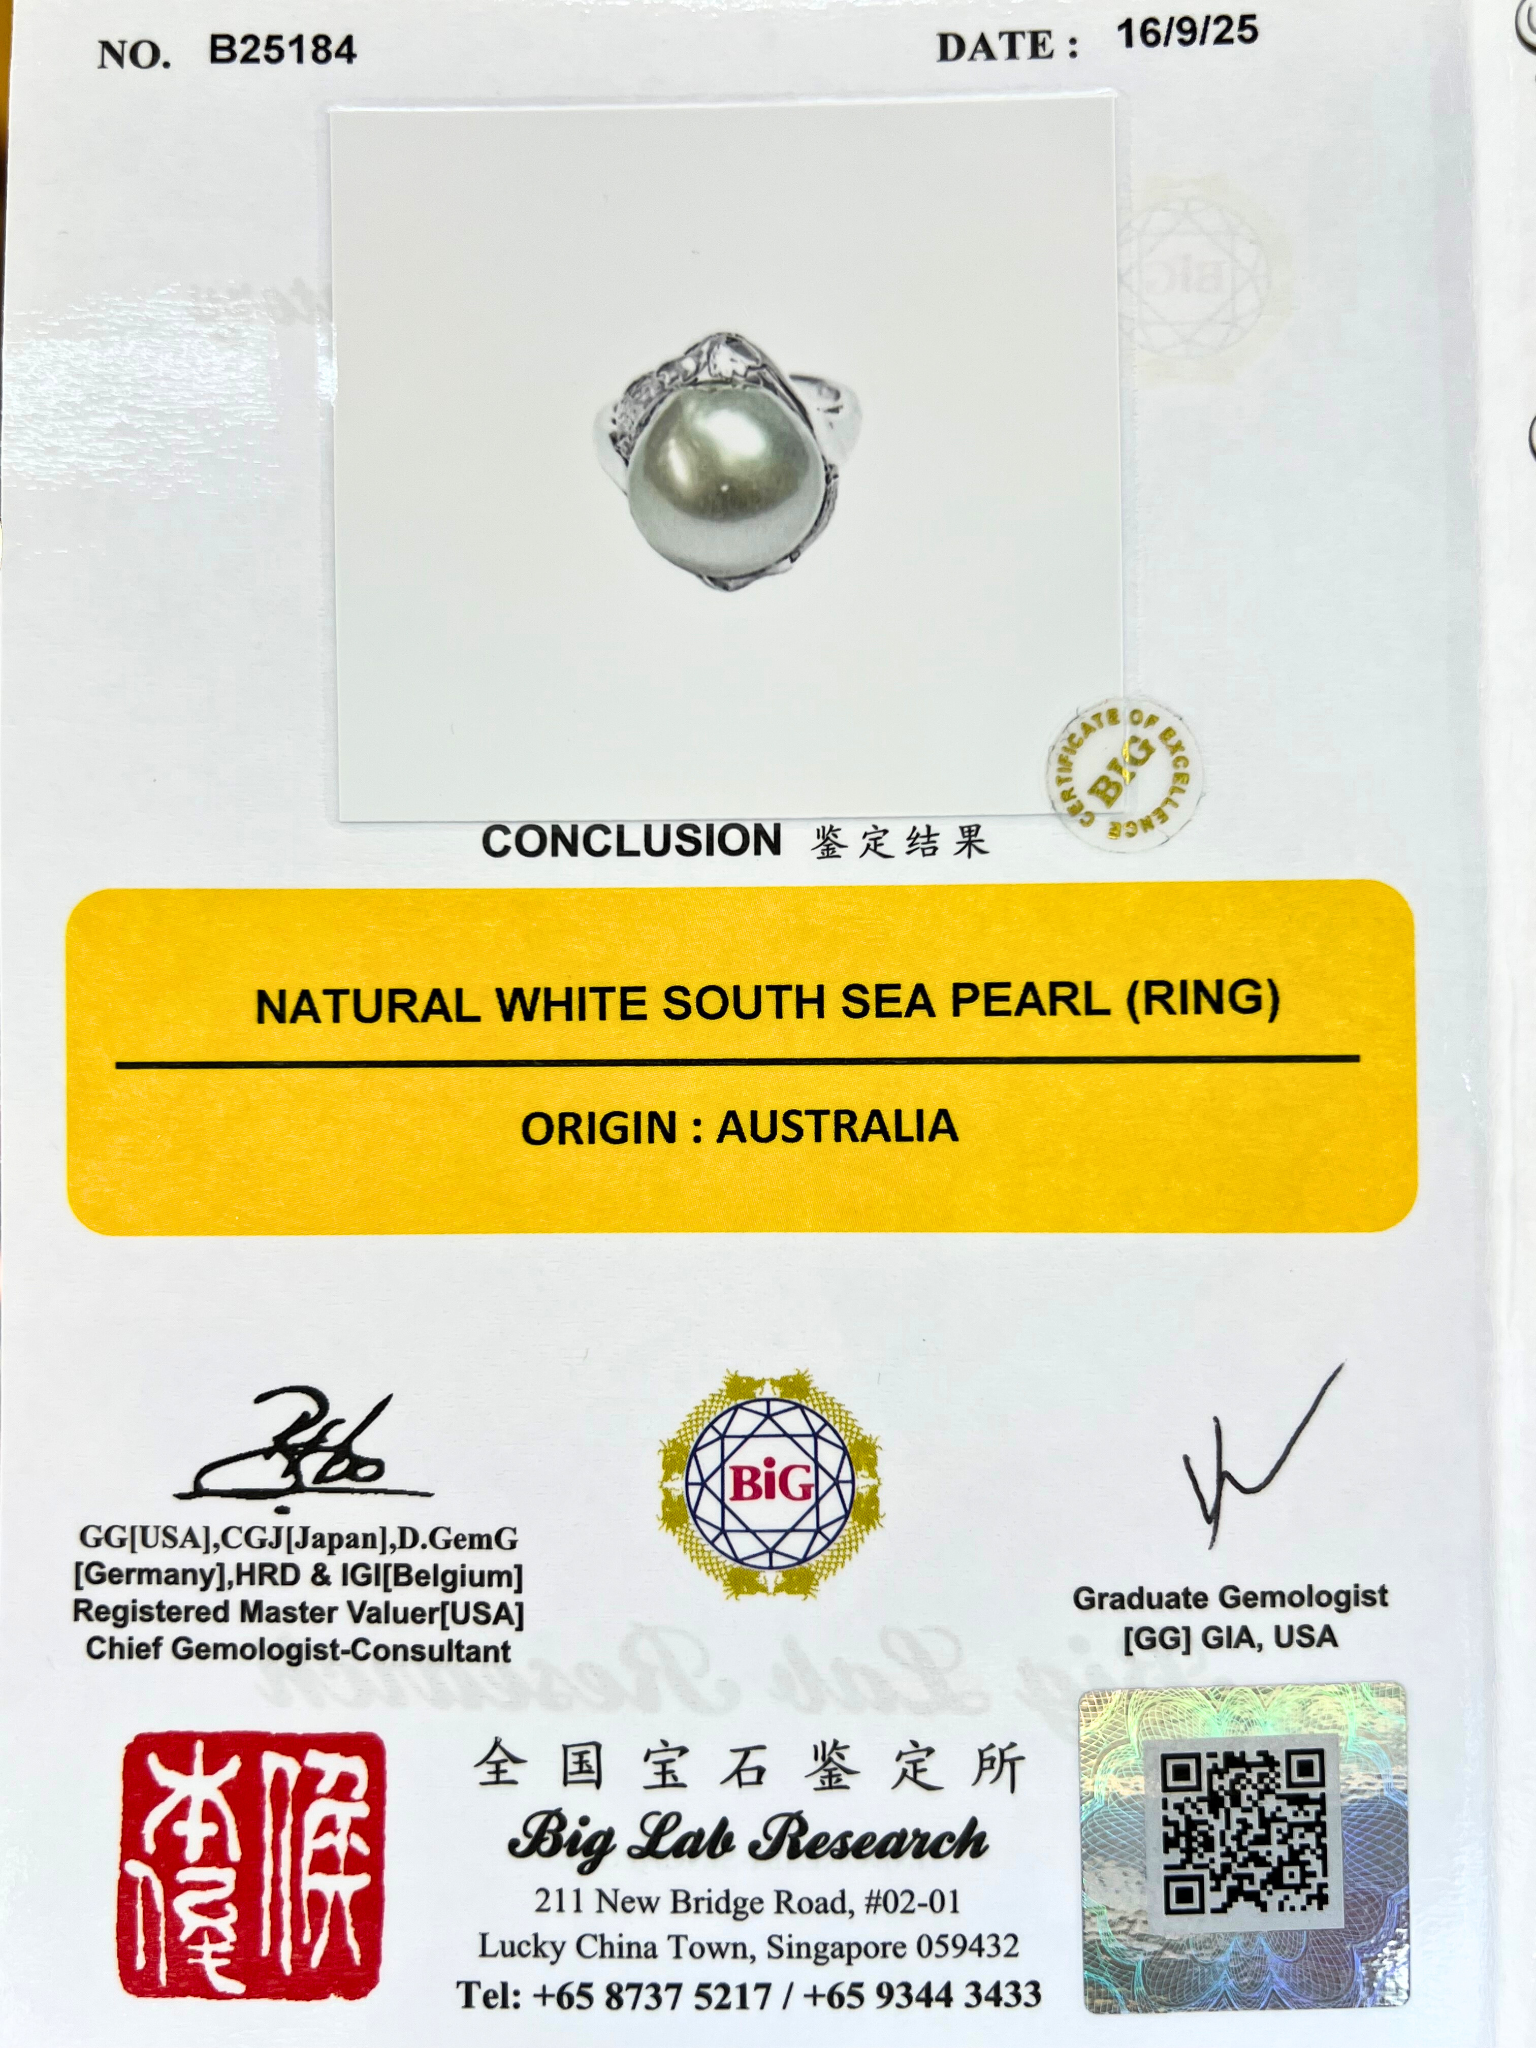 NO. B25184
DATE : 16/9/25
CERTIFICATE OF EXCELLENCE
BIG
CONCLUSION 鉴定结果
NATURAL WHITE SOUTH SEA PEARL (RING)
ORIGIN : AUSTRALIA
GG[USA],CGJ[Japan],D.GemG
[Germany],HRD & IGI[Belgium]
Registered Master Valuer[USA]
Chief Gemologist-Consultant
BiG
Graduate Gemologist
[GG] GIA, USA
全国宝石鉴定所
Big Lab Research
211 New Bridge Road, #02-01
Lucky China Town, Singapore 059432
Tel: +65 8737 5217 / +65 9344 3433